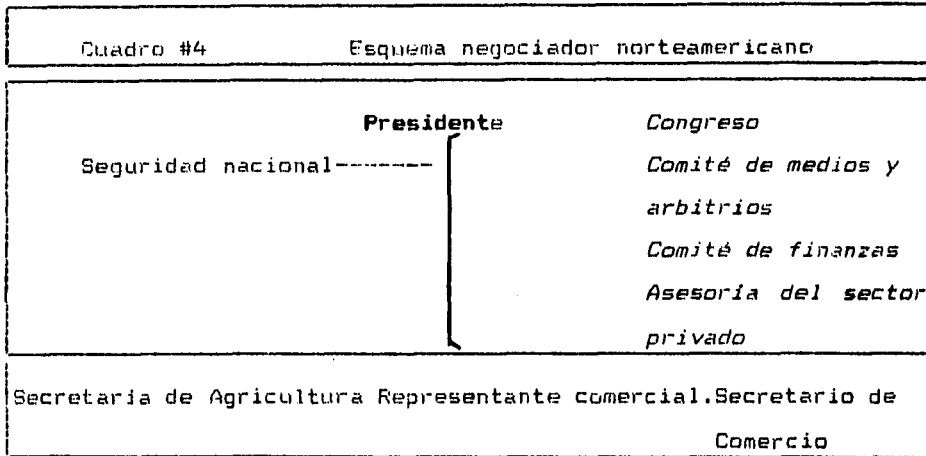 Cuadro #4 Esquema negociador norteamericano
Presidente Congreso
Seguridad nacional-------- Comité de medios y
arbitrios
Comité de finanzas
Asesoría del sector
privado
Secretaria de Agricultura Representante comercial.Secretario de
Comercio